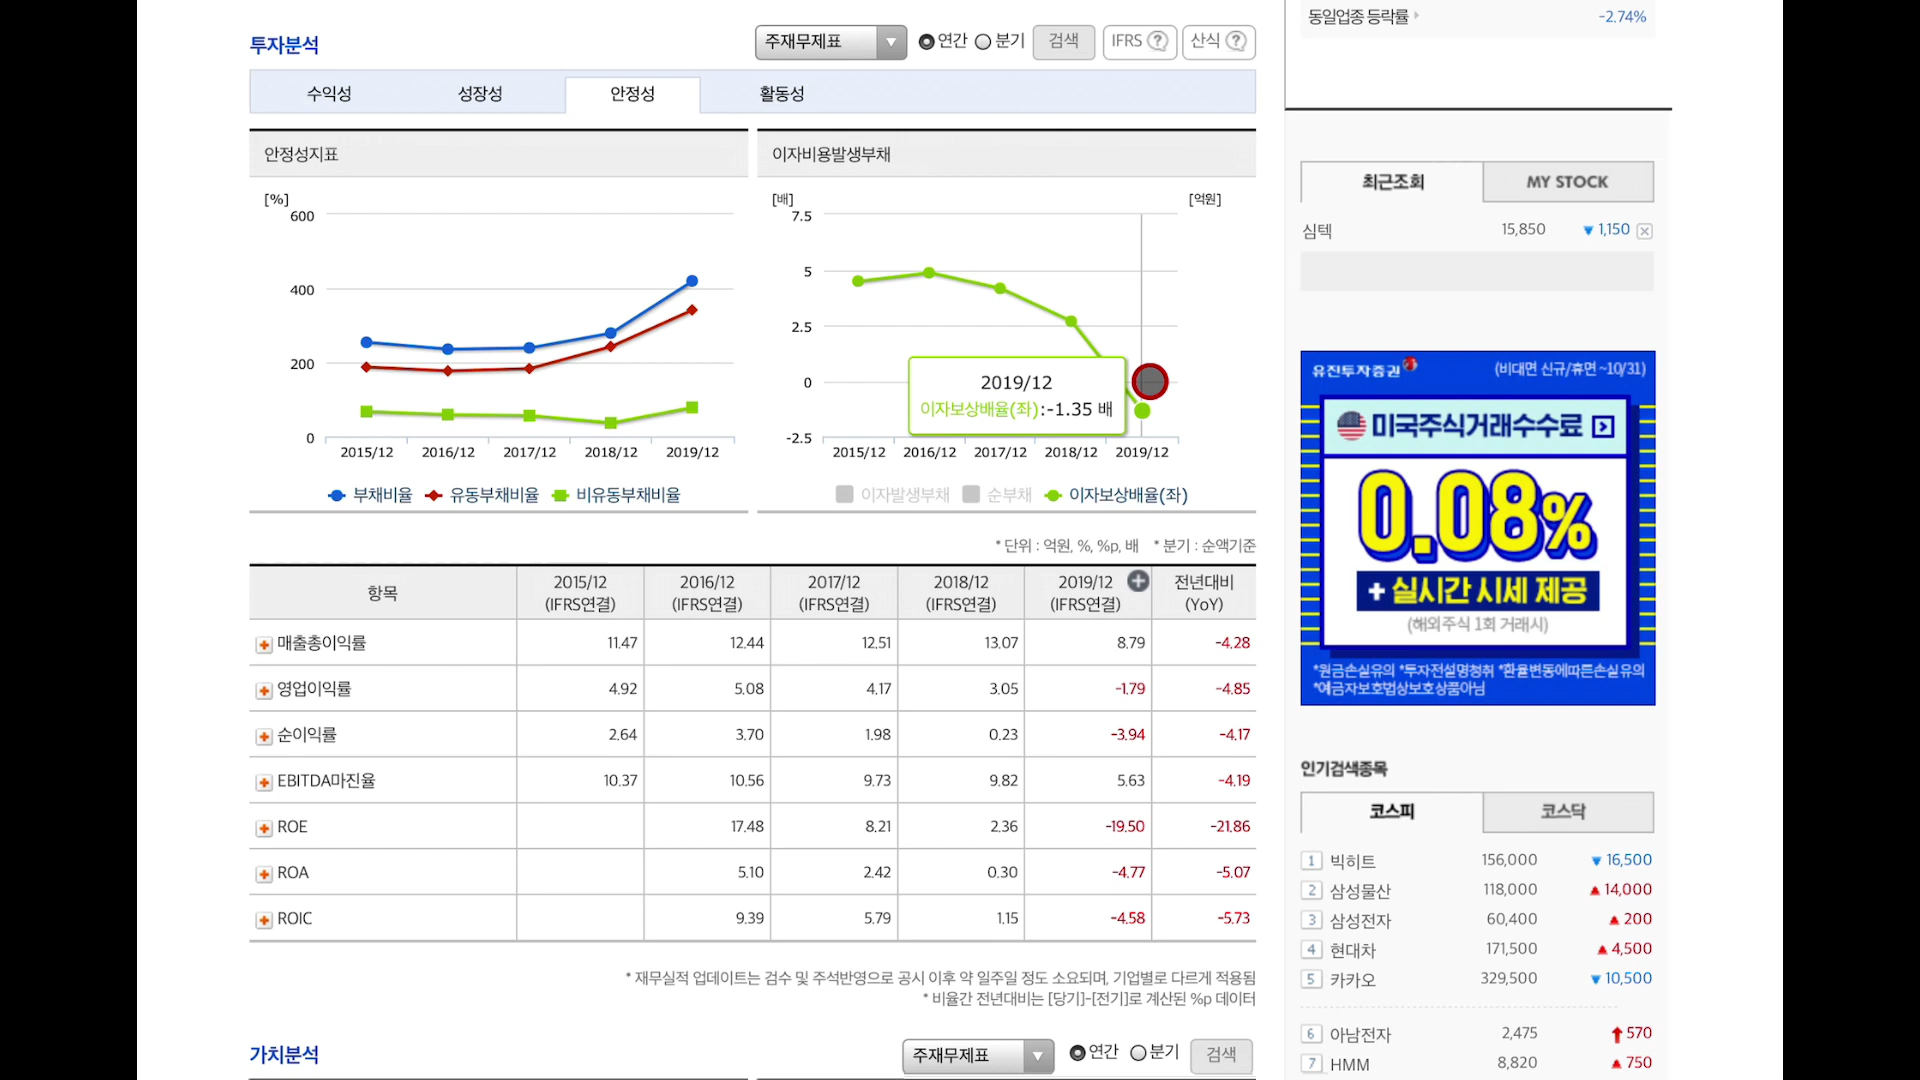 투자분석
주재무제표
연간 분기 검색 IFRS ? 산식 ?
수익성 성장성 안정성 활동성
안정성지표
[%]
600
400
200
0
2015/12 2016/12 2017/12 2018/12 2019/12
부채비율 유동부채비율 비유동부채비율
이자비용발생부채
[배] [억원]
7.5
5
2.5
0
-2.5
2019/12
이자보상배율(좌):-1.35 배
2015/12 2016/12 2017/12 2018/12 2019/12
이자발생부채 순부채 이자보상배율(좌)
* 단위 : 억원, %, %p, 배 * 분기 : 순액기준
항목 2015/12 (IFRS연결) 2016/12 (IFRS연결) 2017/12 (IFRS연결) 2018/12 (IFRS연결) 2019/12 (IFRS연결) 전년대비 (YoY)
매출총이익률 11.47 12.44 12.51 13.07 8.79 -4.28
영업이익률 4.92 5.08 4.17 3.05 -1.79 -4.85
순이익률 2.64 3.70 1.98 0.23 -3.94 -4.17
EBITDA마진율 10.37 10.56 9.73 9.82 5.63 -4.19
ROE 17.48 8.21 2.36 -19.50 -21.86
ROA 5.10 2.42 0.30 -4.77 -5.07
ROIC 9.39 5.79 1.15 -4.58 -5.73
* 재무실적 업데이트는 검수 및 주석반영으로 공시 이후 약 일주일 정도 소요되며, 기업별로 다르게 적용됨
* 비율간 전년대비는 [당기]-[전기]로 계산된 %p 데이터
가치분석
주재무제표
연간 분기 검색
동일업종 등락률 -2.74%
최근조회 MY STOCK
심텍 15,850 ▼ 1,150
유진투자증권 (비대면 신규/휴면 ~10/31)
미국주식거래수수료
0.08%
+ 실시간 시세 제공
(해외주식 1회 거래시)
*원금손실유의 *투자전설명청취 *환율변동에따른손실유의
*예금자보호법상보호상품아님
인기검색종목
코스피 코스닥
1 빅히트 156,000 ▼ 16,500
2 삼성물산 118,000 ▲ 14,000
3 삼성전자 60,400 ▲ 200
4 현대차 171,500 ▲ 4,500
5 카카오 329,500 ▼ 10,500
6 아남전자 2,475 ↑ 570
7 HMM 8,820 ▲ 750